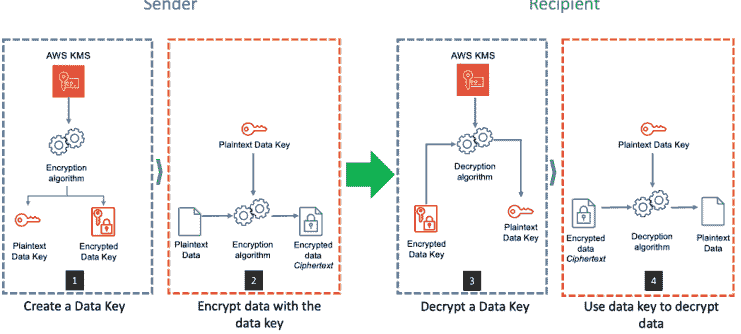 Sender
Recipient
AWS KMS
Encryption
algorithm
Plaintext
Data Key
Encrypted
Data Key
1
Create a Data Key
Plaintext Data Key
Plaintext
Data
Encryption
algorithm
Encrypted
data
Ciphertext
2
Encrypt data with the
data key
AWS KMS
Decryption
algorithm
Encrypted
Data Key
Plaintext
Data Key
3
Decrypt a Data Key
Plaintext Data Key
Encrypted data
Ciphertext
Decryption
algorithm
Plaintext
Data
4
Use data key to decrypt
data